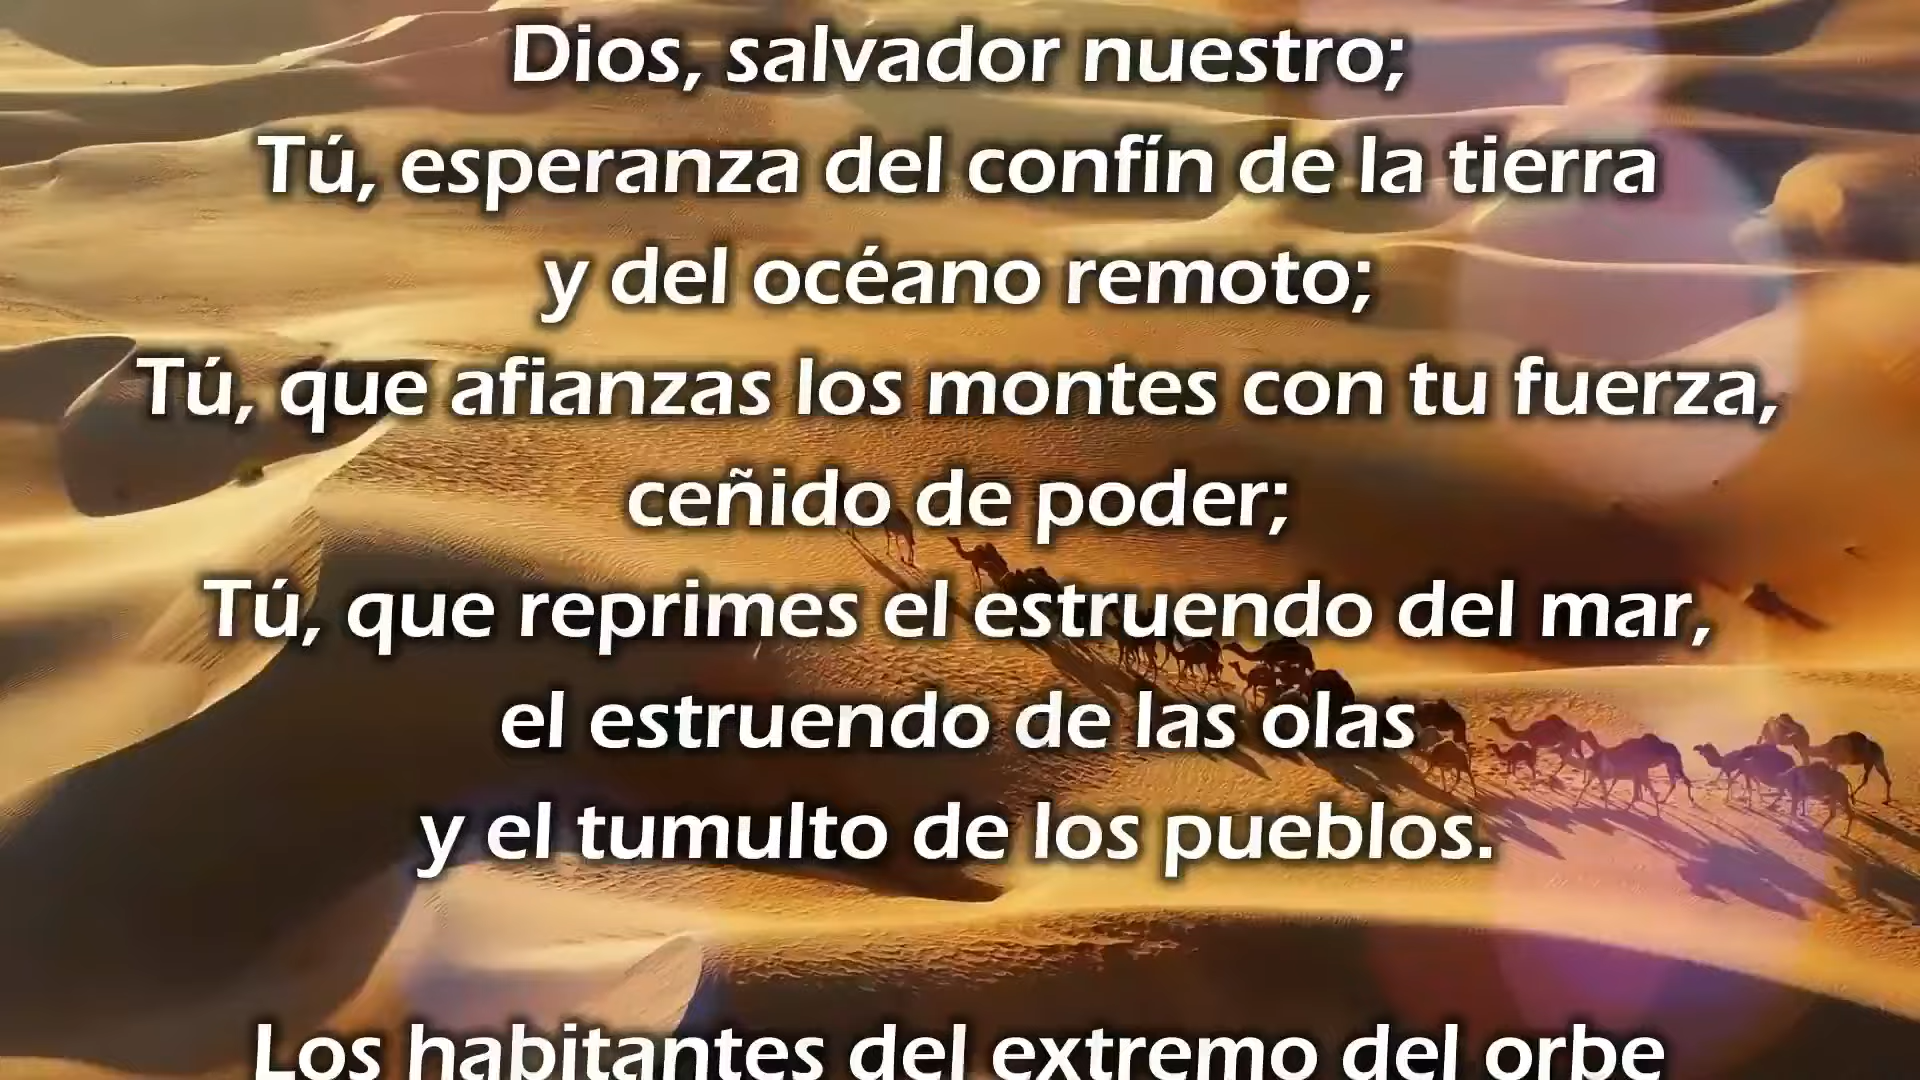 Dios, salvador nuestro;
Tú, esperanza del confín de la tierra
y del océano remoto;
Tú, que afianzas los montes con tu fuerza,
ceñido de poder;
Tú, que reprimes el estruendo del mar,
el estruendo de las olas
y el tumulto de los pueblos.
Los habitantes del extremo del orbe